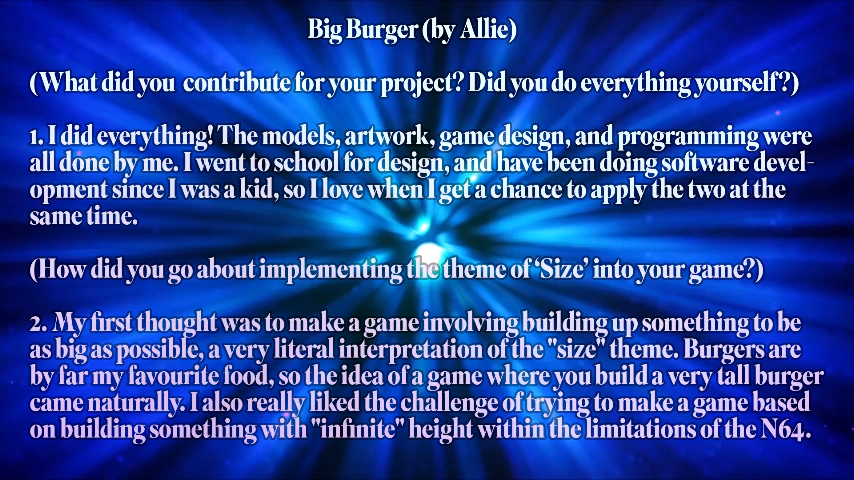 Big Burger (by Allie)
(What did you contribute for your project? Did you do everything yourself?)
1. I did everything! The models, artwork, game design, and programming were
all done by me. I went to school for design, and have been doing software devel-
opment since I was a kid, so I love when I get a chance to apply the two at the
same time.
(How did you go about implementing the theme of 'Size' into your game?)
2. My first thought was to make a game involving building up something to be
as big as possible, a very literal interpretation of the "size" theme. Burgers are
by far my favourite food, so the idea of a game where you build a very tall burger
came naturally. I also really liked the challenge of trying to make a game based
on building something with "infinite" height within the limitations of the N64.